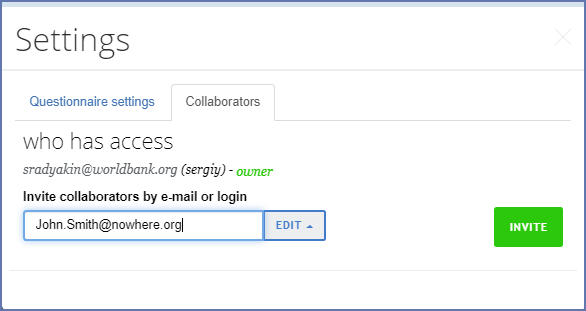 Settings
Questionnaire settings Collaborators
who has access
sradyakin@worldbank.org (sergiy) - owner
Invite collaborators by e-mail or login
John.Smith@nowhere.org EDIT INVITE